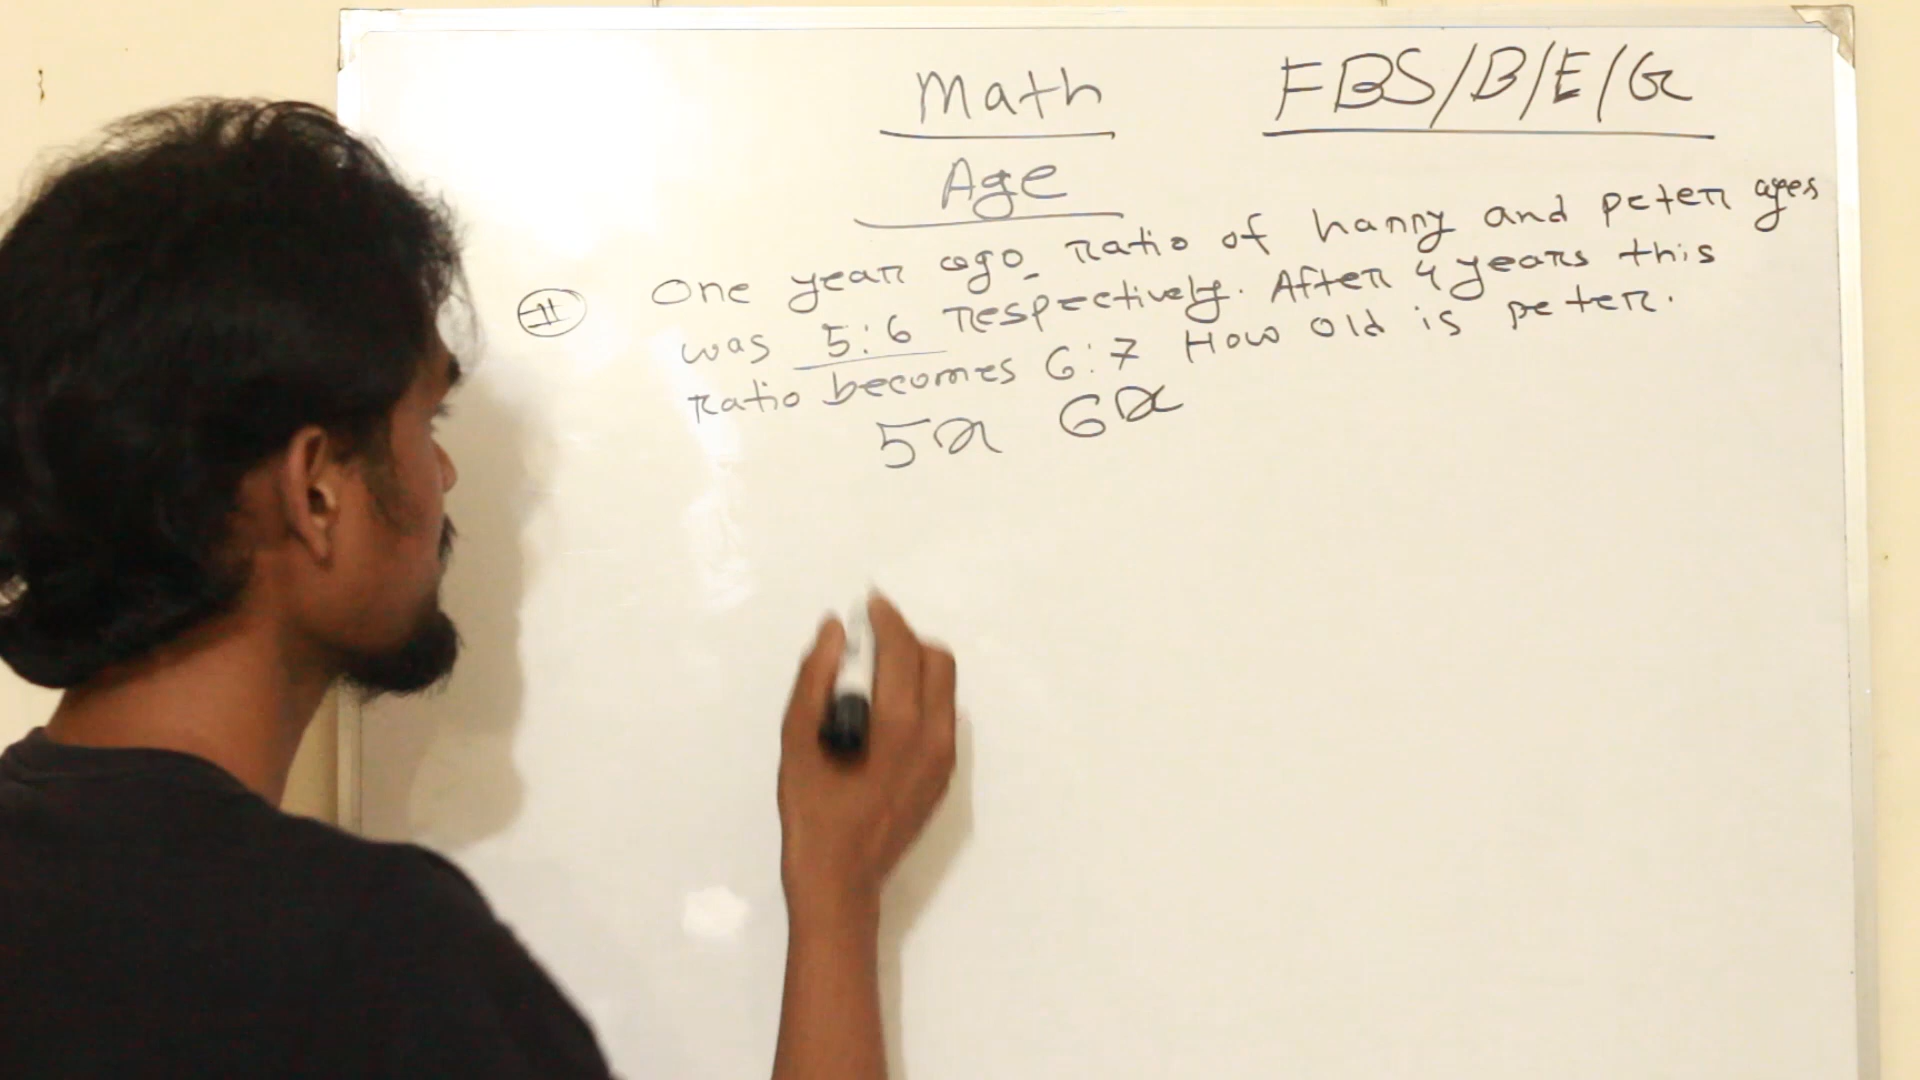 Math
FBS/B/E/G
Age
One year ago ratio of harry and peter ages
was 5:6 respectively. After 4 years this
ratio becomes 6:7 How old is peter.
5x 6x